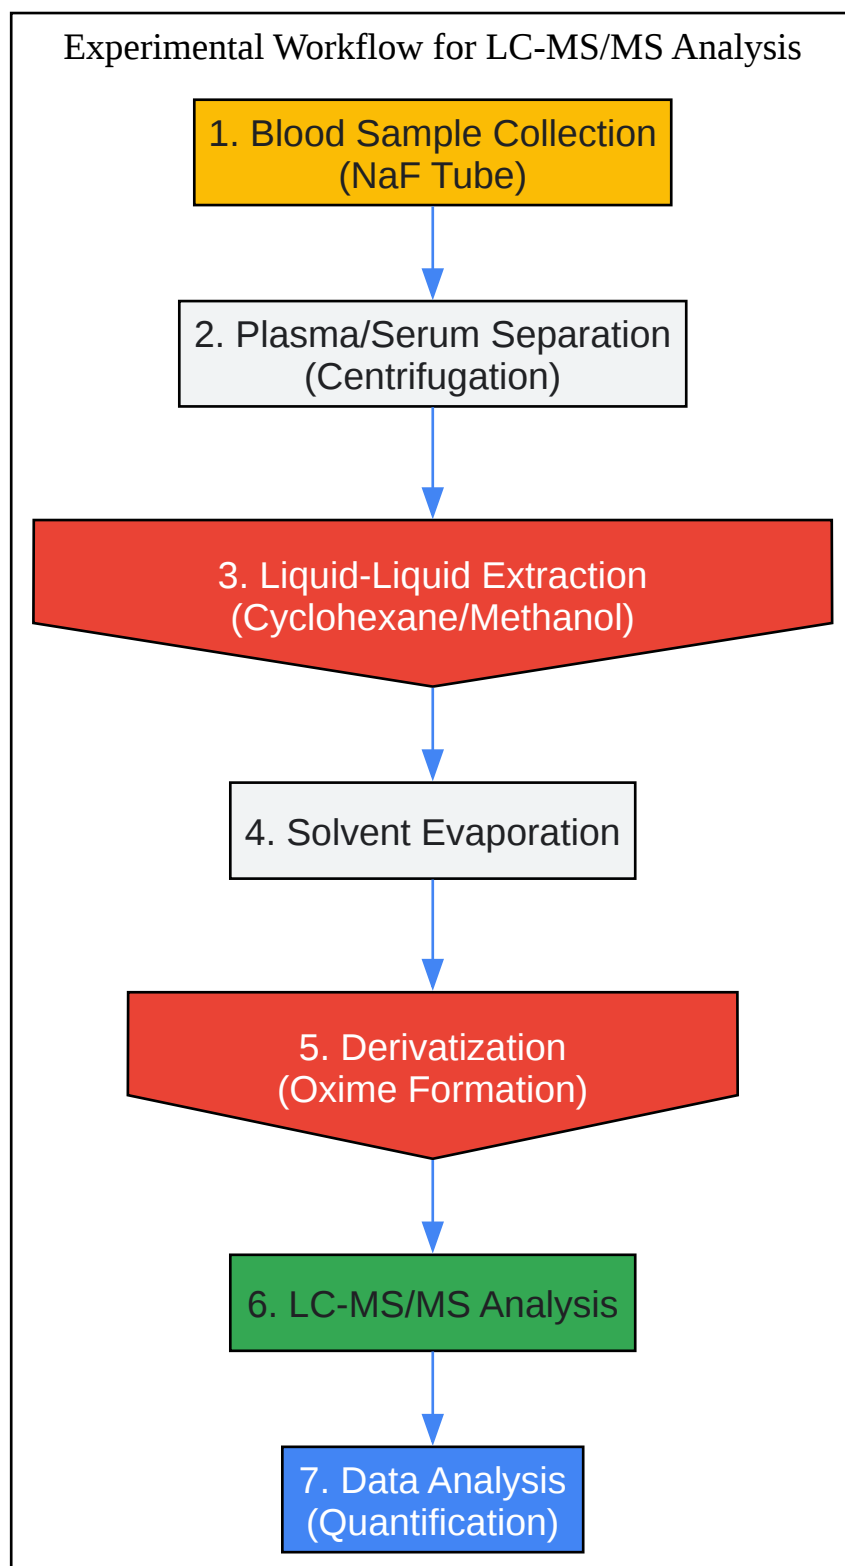 Experimental Workflow for LC-MS/MS Analysis
1. Blood Sample Collection
(NaF Tube)
2. Plasma/Serum Separation
(Centrifugation)
3. Liquid-Liquid Extraction
(Cyclohexane/Methanol)
4. Solvent Evaporation
5. Derivatization
(Oxime Formation)
6. LC-MS/MS Analysis
7. Data Analysis
(Quantification)